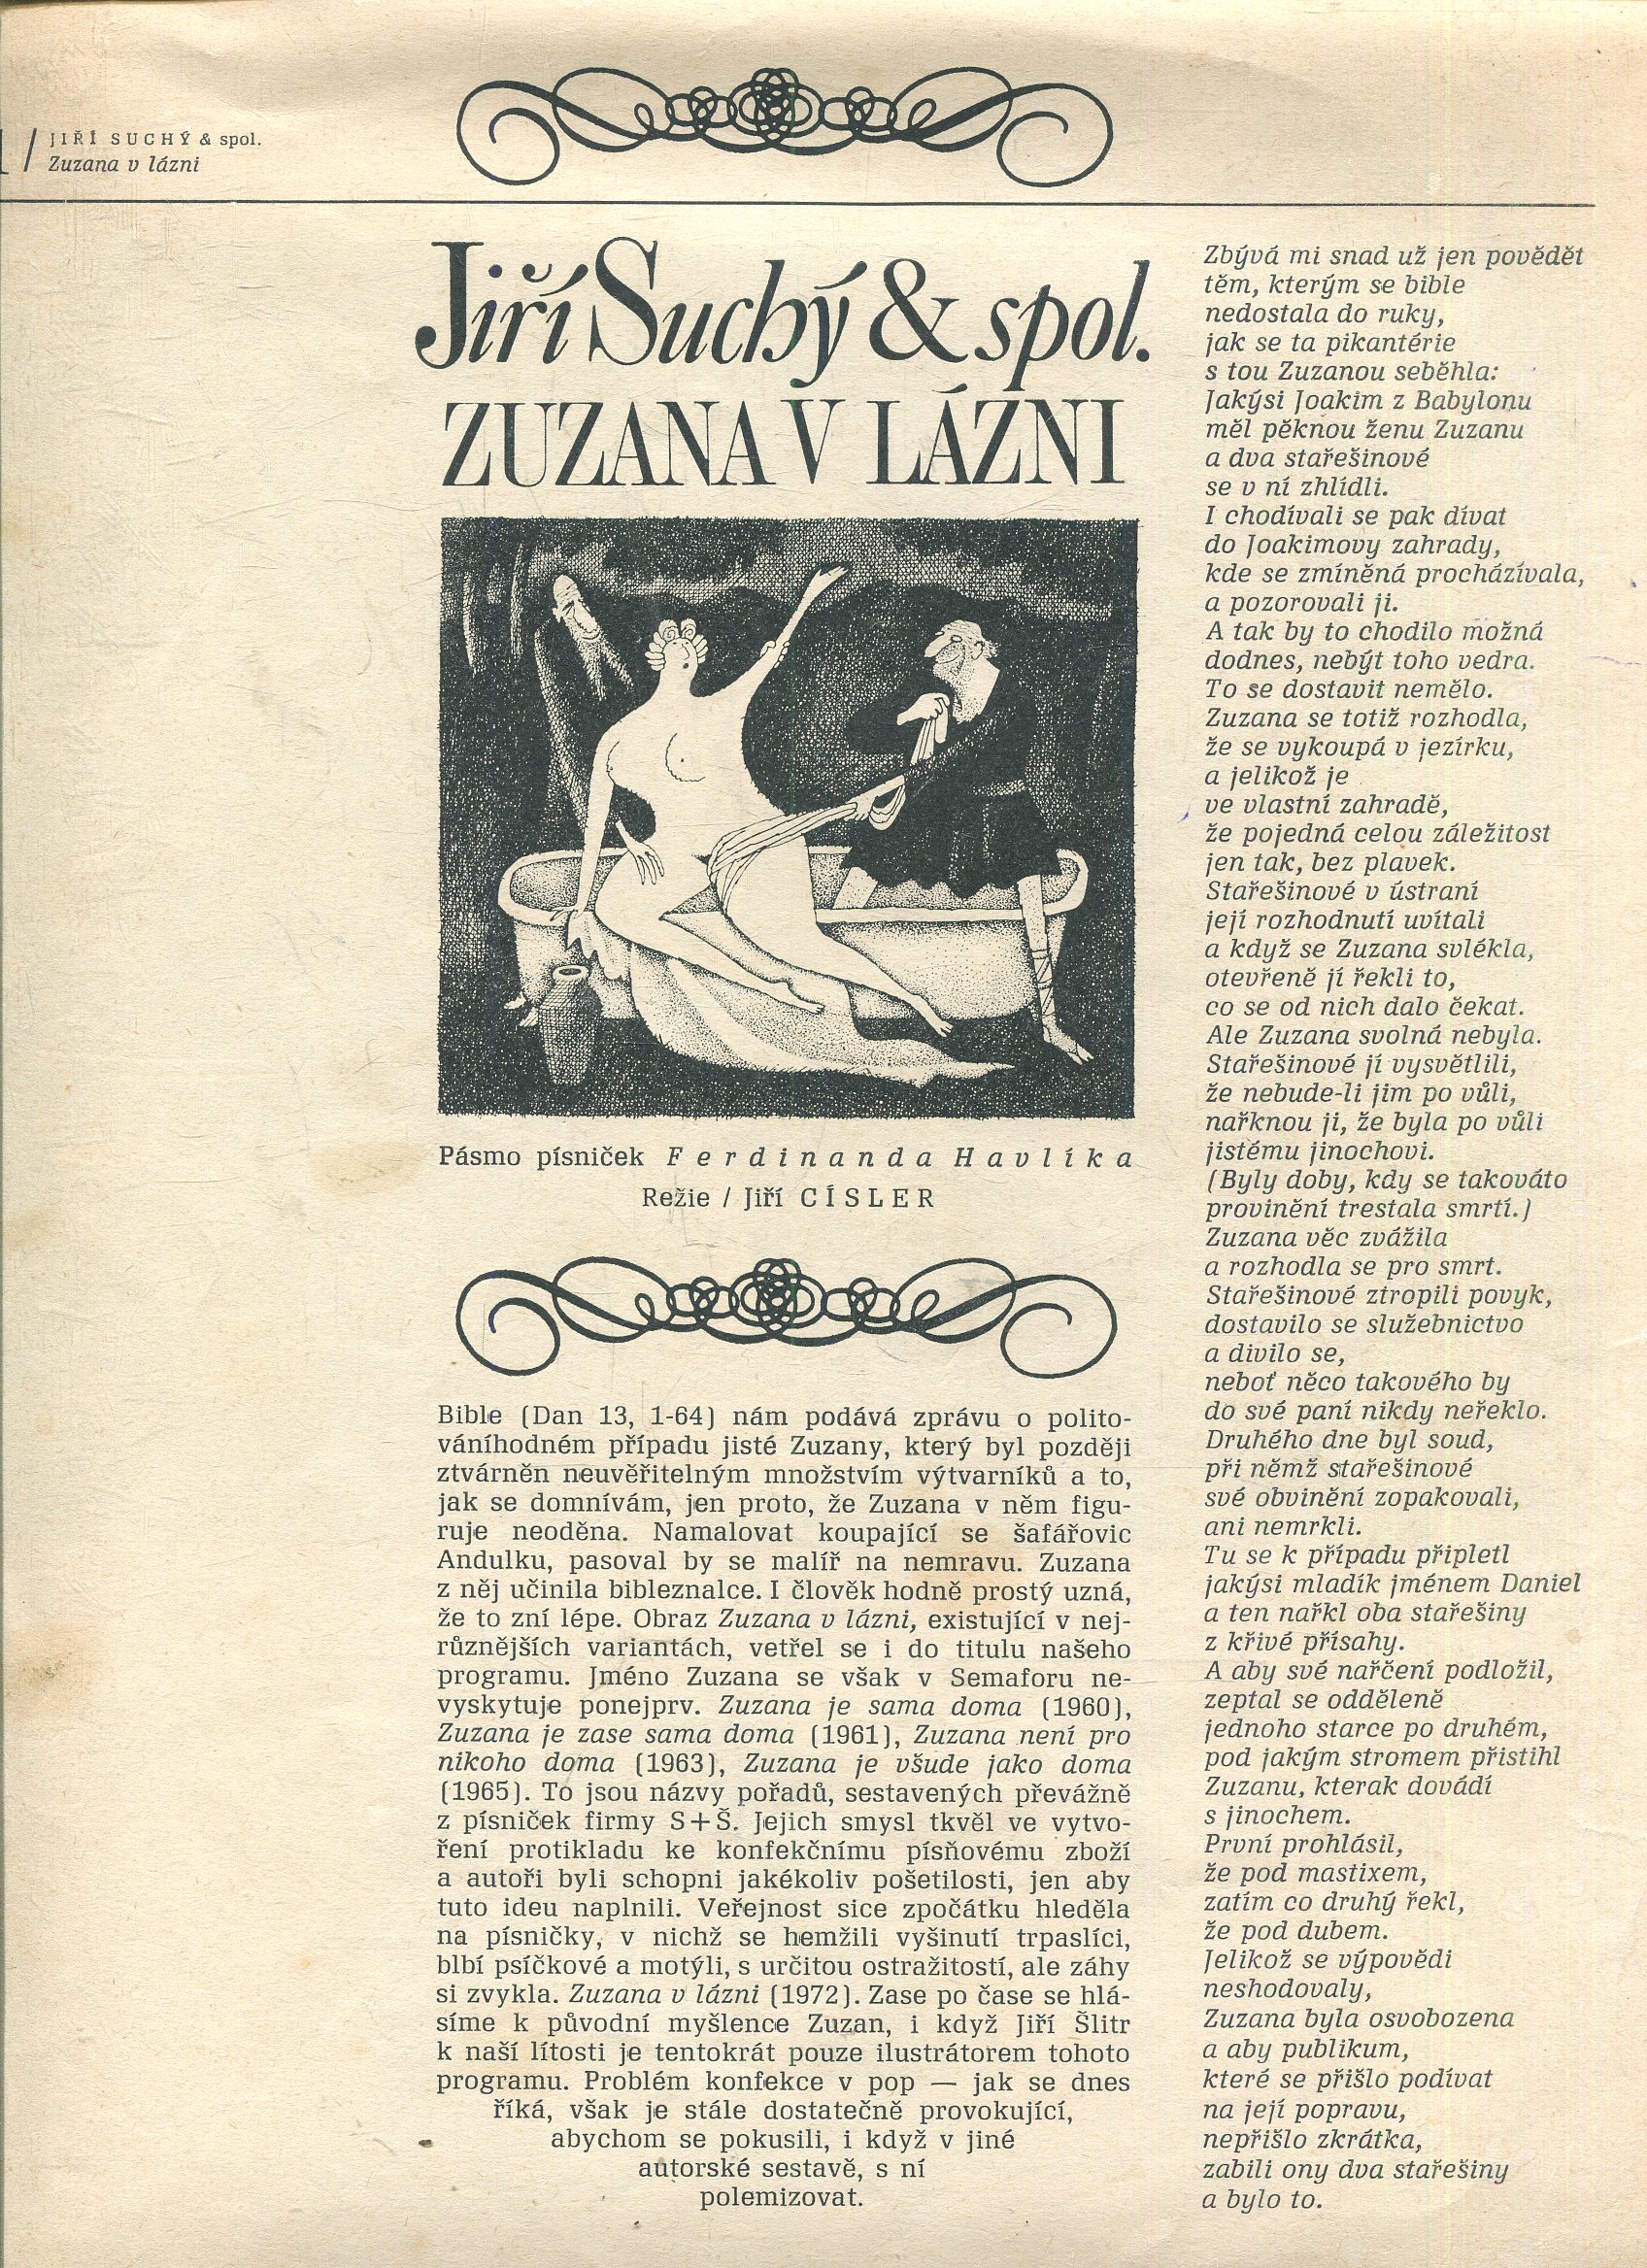 / JIŘÍ SUCHÝ & spol.
Zuzana v lázni
Jiří Suchý & spol.
ZUZANA V LÁZNI
Pásmo písniček Ferdinanda Havlíka
Režie / Jiří CÍSLER
Bible (Dan 13, 1-64) nám podává zprávu o polito-
váníhodném případu jisté Zuzany, který byl později
ztvárněn neuvěřitelným množstvím výtvarníků a to,
jak se domnívám, jen proto, že Zuzana v něm figu-
ruje neoděna. Namalovat koupající se šafářovic
Andulku, pasoval by se malíř na nemravu. Zuzana
z něj učinila bibleznalce. I člověk hodně prostý uzná,
že to zní lépe. Obraz Zuzana v lázni, existující v nej-
různějších variantách, vetřel se i do titulu našeho
programu. Jméno Zuzana se však v Semaforu ne-
vyskytuje ponejprv. Zuzana je sama doma (1960),
Zuzana je zase sama doma (1961), Zuzana není pro
nikoho doma (1963), Zuzana je všude jako doma
(1965). To jsou názvy pořadů, sestavených převážně
z písniček firmy S+Š. Jejich smysl tkvěl ve vytvo-
ření protikladu ke konfekčnímu písňovému zboží
a autoři byli schopni jakékoliv pošetilosti, jen aby
tuto ideu naplnili. Veřejnost sice zpočátku hleděla
na písničky, v nichž se hemžili vyšinutí trpaslíci,
blbí psíčkové a motýli, s určitou ostražitostí, ale záhy
si zvykla. Zuzana v lázni (1972). Zase po čase se hlá-
síme k původní myšlence Zuzan, i když Jiří Šlitr
k naší lítosti je tentokrát pouze ilustrátorem tohoto
programu. Problém konfekce v pop — jak se dnes
říká, však je stále dostatečně provokující,
abychom se pokusili, i když v jiné
autorské sestavě, s ní
polemizovat.
Zbývá mi snad už jen povědět
těm, kterým se bible
nedostala do ruky,
jak se ta pikantérie
s tou Zuzanou seběhla:
Jakýsi Joakim z Babylonu
měl pěknou ženu Zuzanu
a dva stařešinové
se v ní zhlídli.
I chodívali se pak dívat
do Joakimovy zahrady,
kde se zmíněná procházívala,
a pozorovali ji.
A tak by to chodilo možná
dodnes, nebýt toho vedra.
To se dostavit nemělo.
Zuzana se totiž rozhodla,
že se vykoupá v jezírku,
a jelikož je
ve vlastní zahradě,
že pojedná celou záležitost
jen tak, bez plavek.
Stařešinové v ústraní
její rozhodnutí uvítali
a když se Zuzana svlékla,
otevřeně jí řekli to,
co se od nich dalo čekat.
Ale Zuzana svolná nebyla.
Stařešinové jí vysvětlili,
že nebude-li jim po vůli,
nařknou ji, že byla po vůli
jistému jinochovi.
(Byly doby, kdy se takováto
provinění trestala smrtí.)
Zuzana věc zvážila
a rozhodla se pro smrt.
Stařešinové ztropili povyk,
dostavilo se služebnictvo
a divilo se,
neboť něco takového by
do své paní nikdy neřeklo.
Druhého dne byl soud,
při němž stařešinové
své obvinění zopakovali,
ani nemrkli.
Tu se k případu připletl
jakýsi mladík jménem Daniel
a ten nařkl oba stařešiny
z křivé přísahy.
A aby své nařčení podložil,
zeptal se odděleně
jednoho starce po druhém,
pod jakým stromem přistihl
Zuzanu, kterak dovádí
s jinochem.
První prohlásil,
že pod mastixem,
zatím co druhý řekl,
že pod dubem.
Jelikož se výpovědi
neshodovaly,
Zuzana byla osvobozena
a aby publikum,
které se přišlo podívat
na její popravu,
nepřišlo zkrátka,
zabili ony dva stařešiny
a bylo to.